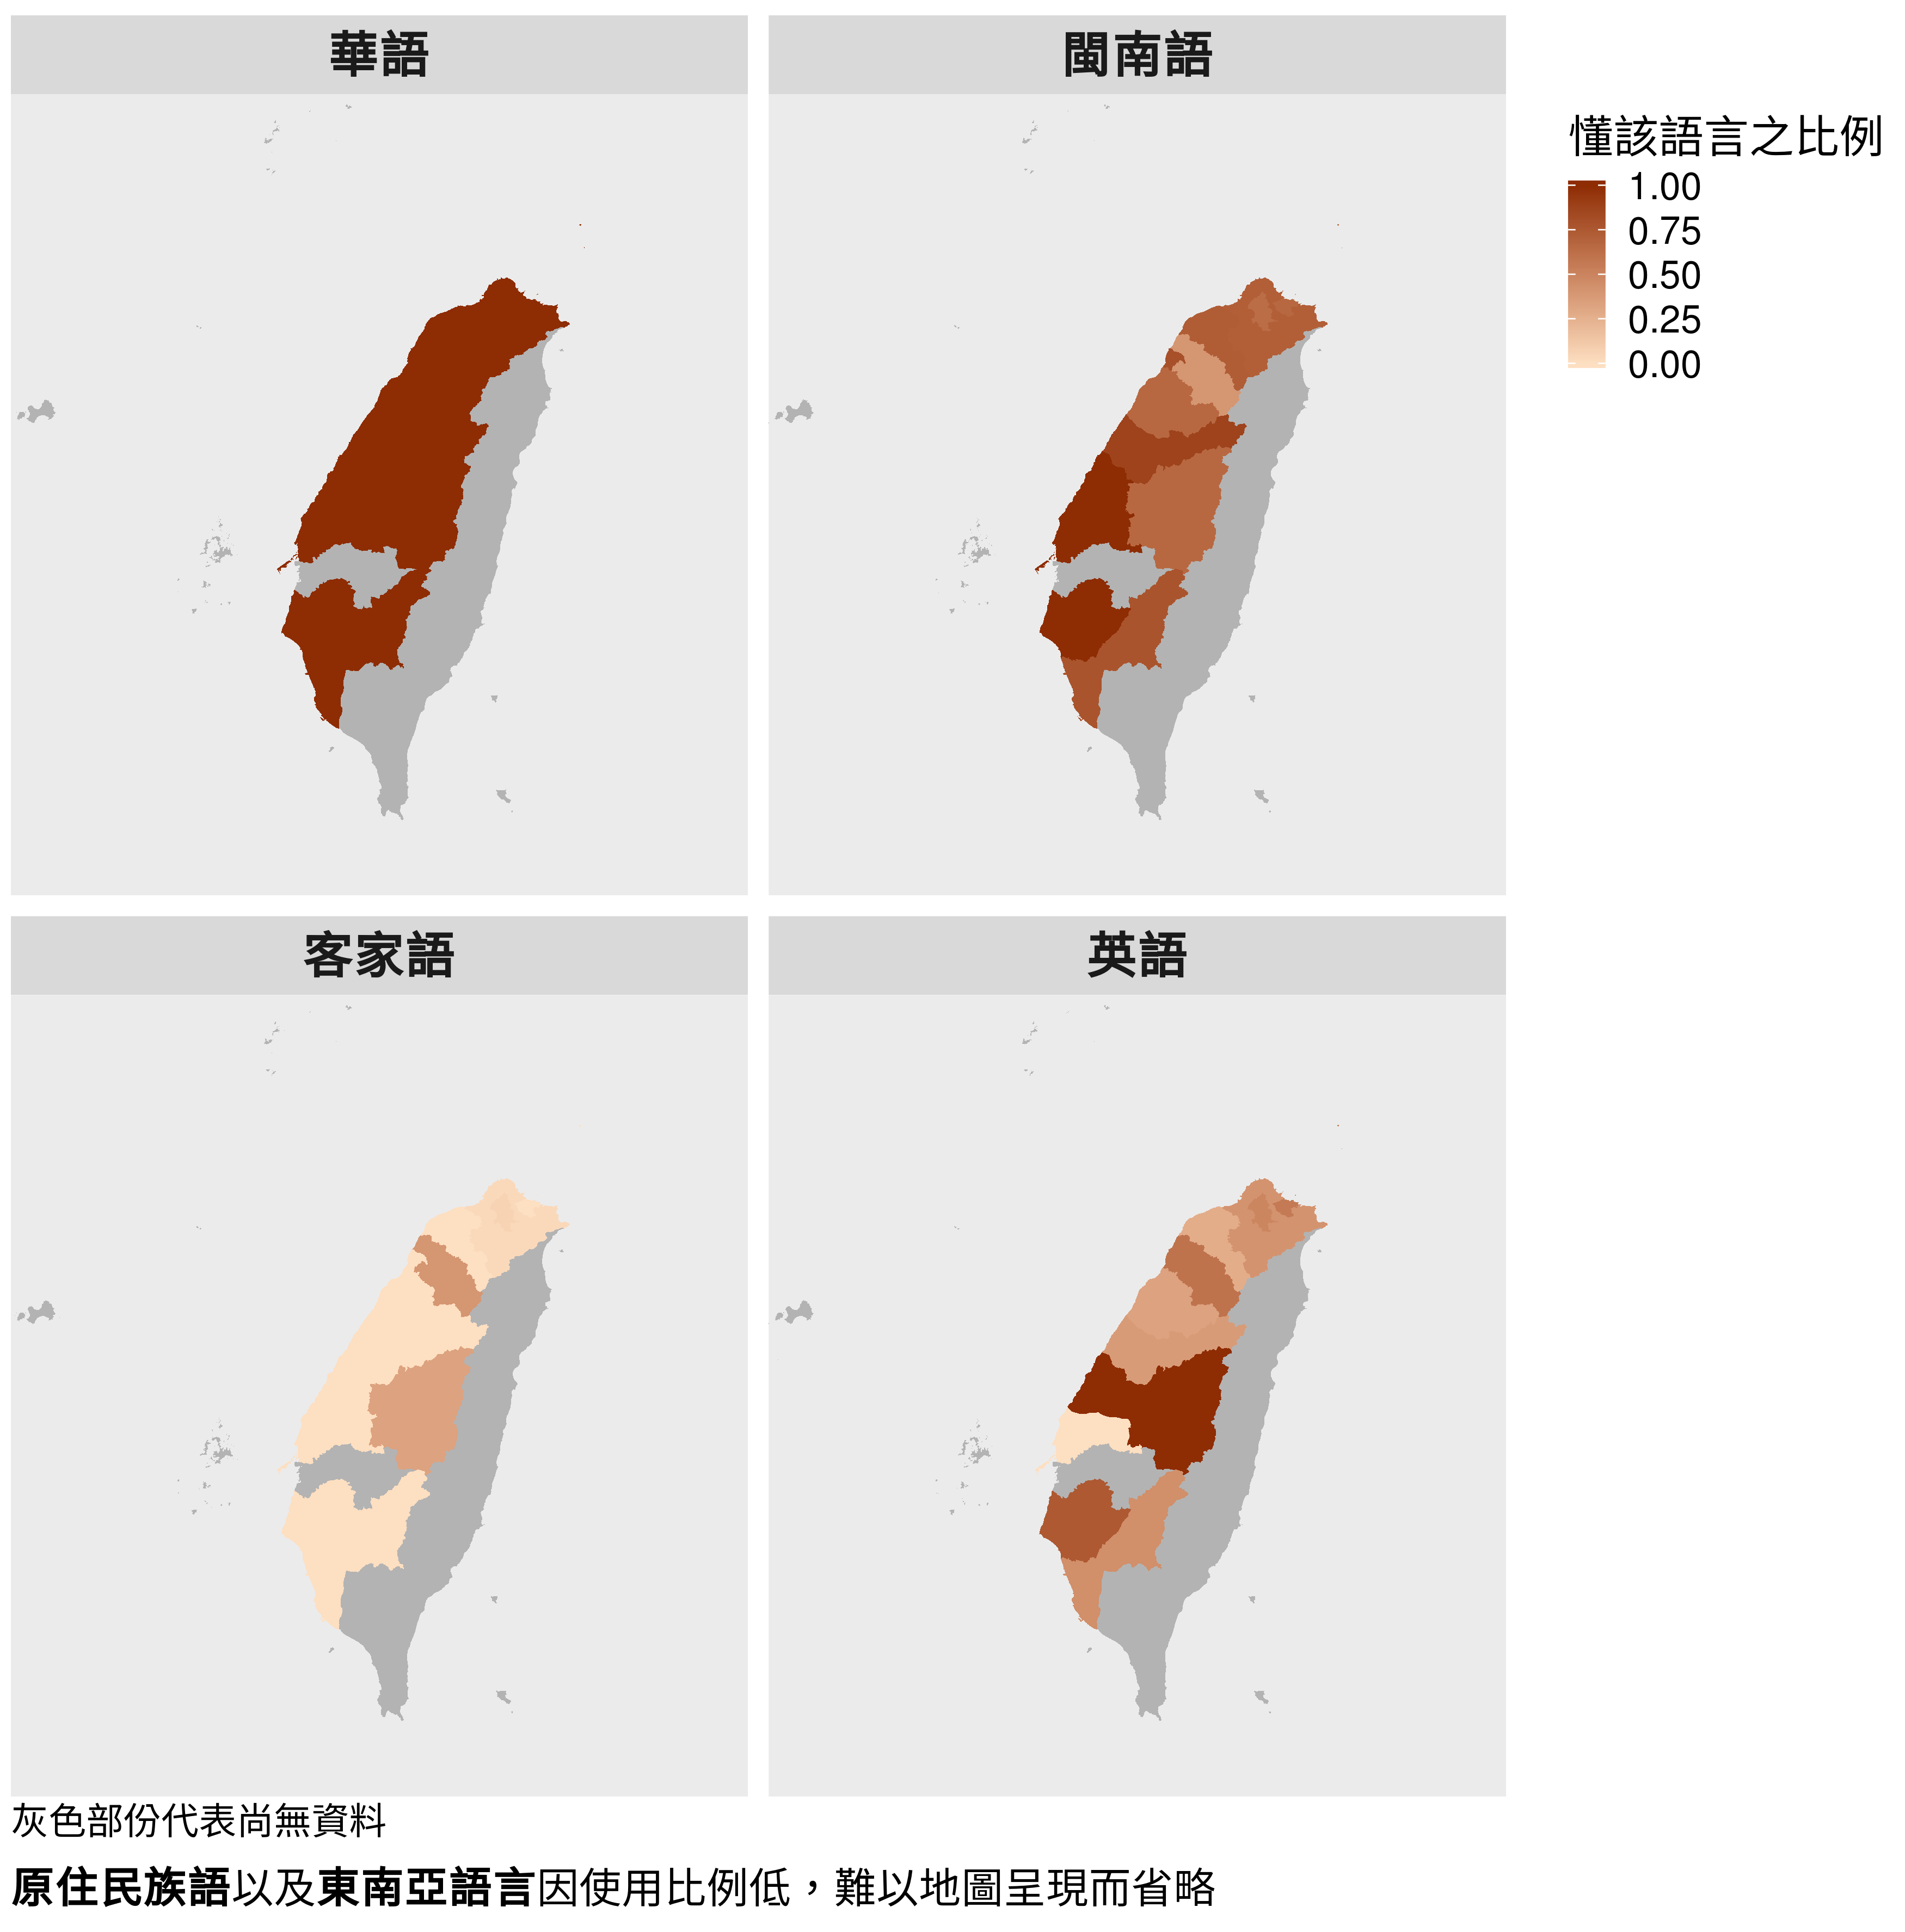 華語
閩南語
懂該語言之比例
1.00
0.75
0.50
0.25
0.00
客家語
英語
灰色部份代表尚無資料
原住民族語以及東南亞語言因使用比例低，難以地圖呈現而省略